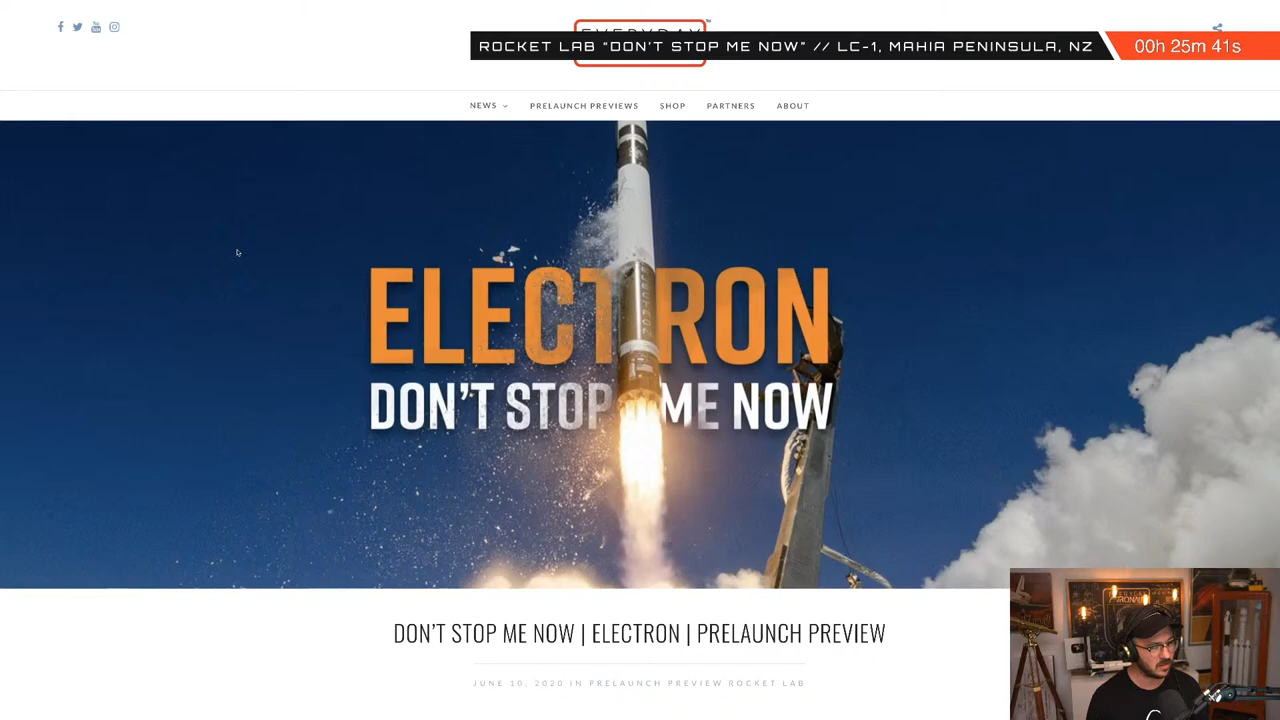 EVERYDAY
ROCKET LAB “DON’T STOP ME NOW” // LC-1, MAHIA PENINSULA, NZ
00h 25m 41s
NEWS
PRELAUNCH PREVIEWS
SHOP
PARTNERS
ABOUT
ELECTRON
DON’T STOP ME NOW
DON’T STOP ME NOW | ELECTRON | PRELAUNCH PREVIEW
JUNE 10, 2020 IN PRELAUNCH PREVIEW ROCKET LAB